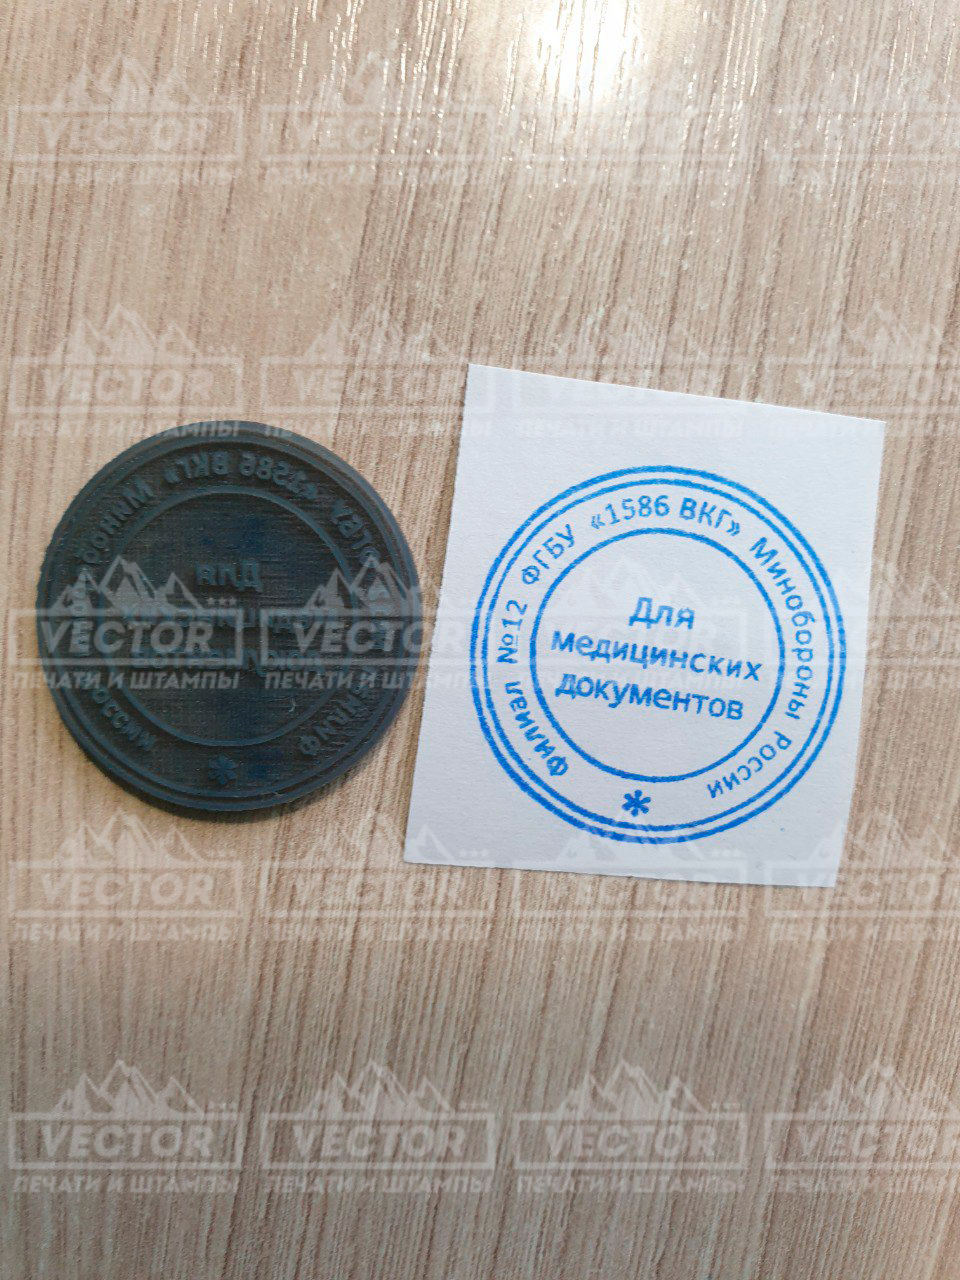 VECTOR
ПЕЧАТИ И ШТАМПЫ
Филиал №12 ФГБУ «1586 ВКГ» Минобороны России
*
Для
медицинских
документов